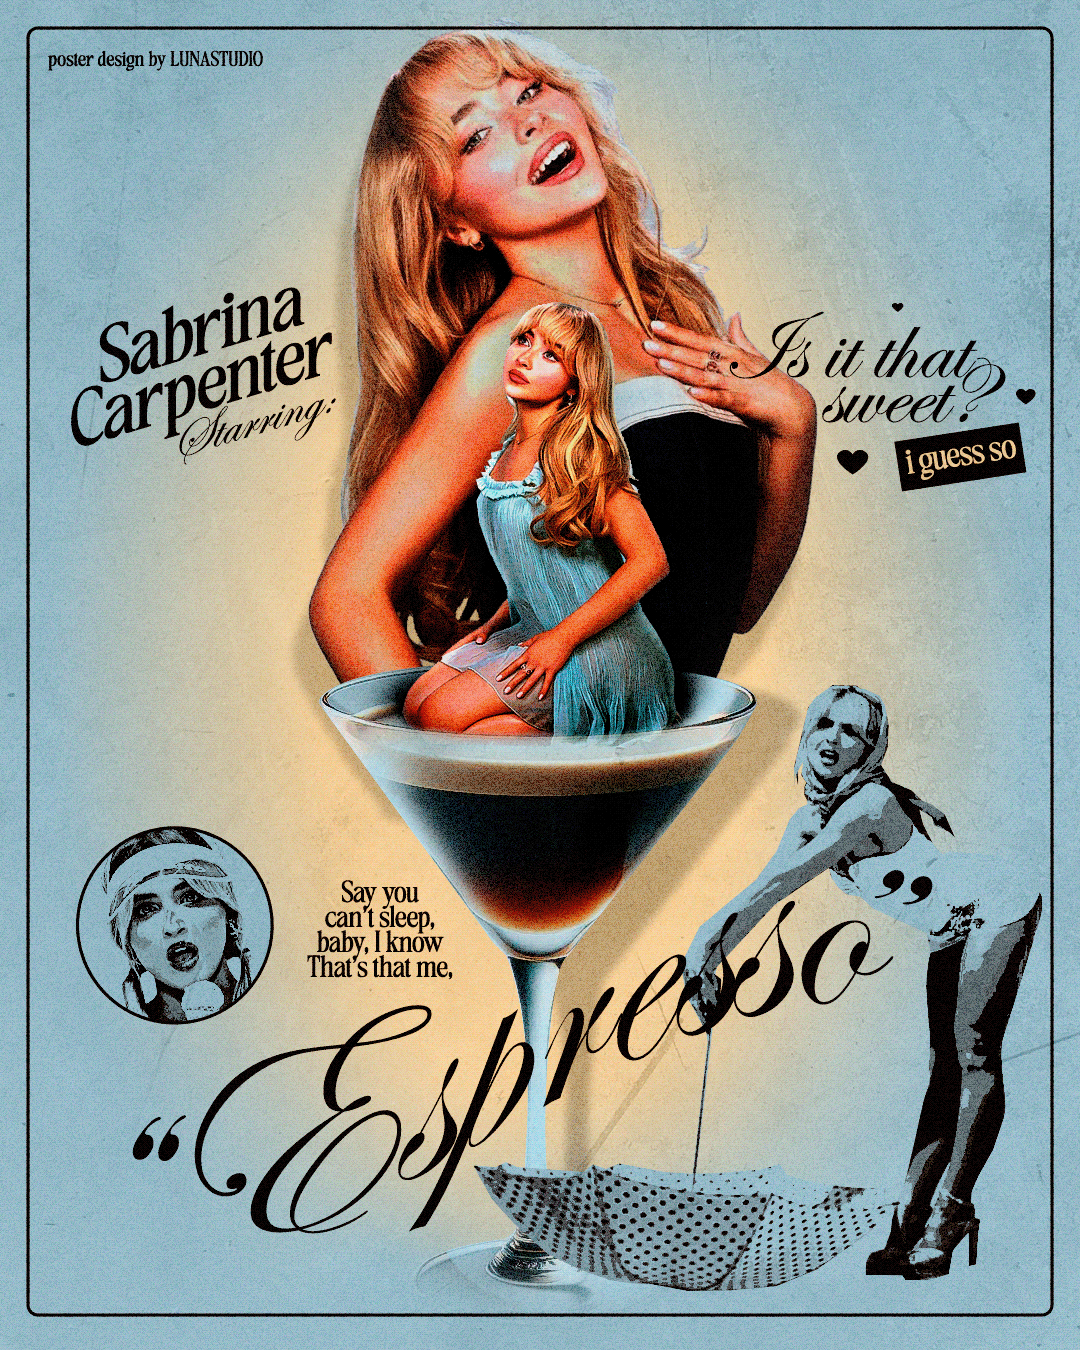 poster design by LUNASTUDIO
Sabrina
Carpenter
Starring:
Is it that
sweet?
i guess so
Say you
can't sleep,
baby, I know
That's that me,
“Espresso”